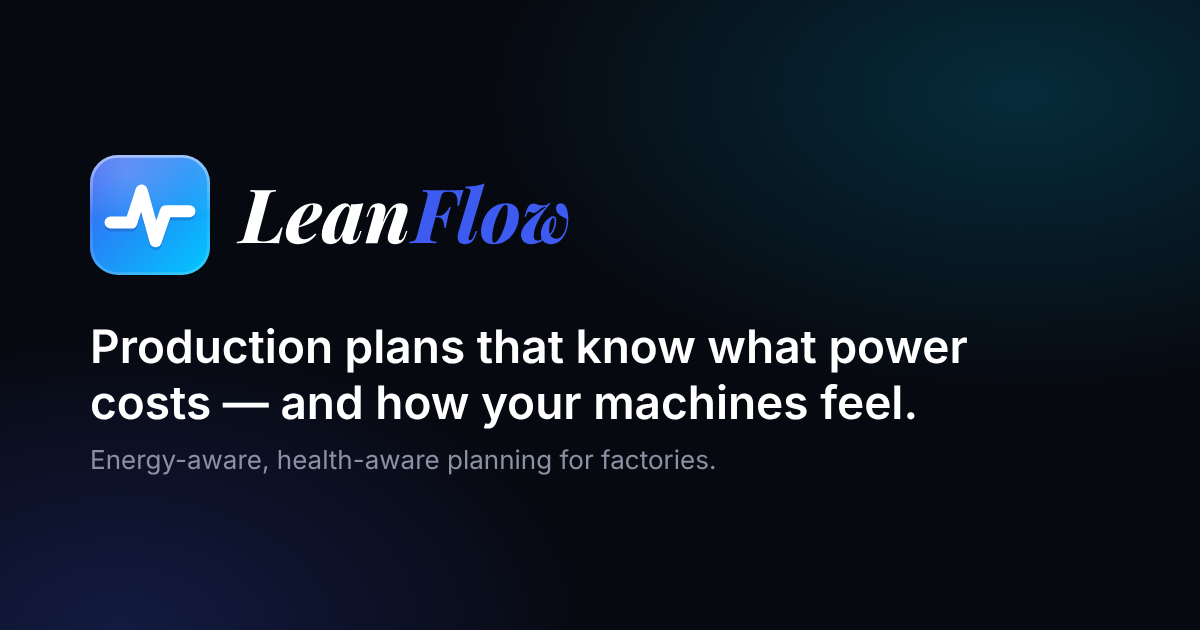 LeanFlow
Production plans that know what power
costs — and how your machines feel.
Energy-aware, health-aware planning for factories.